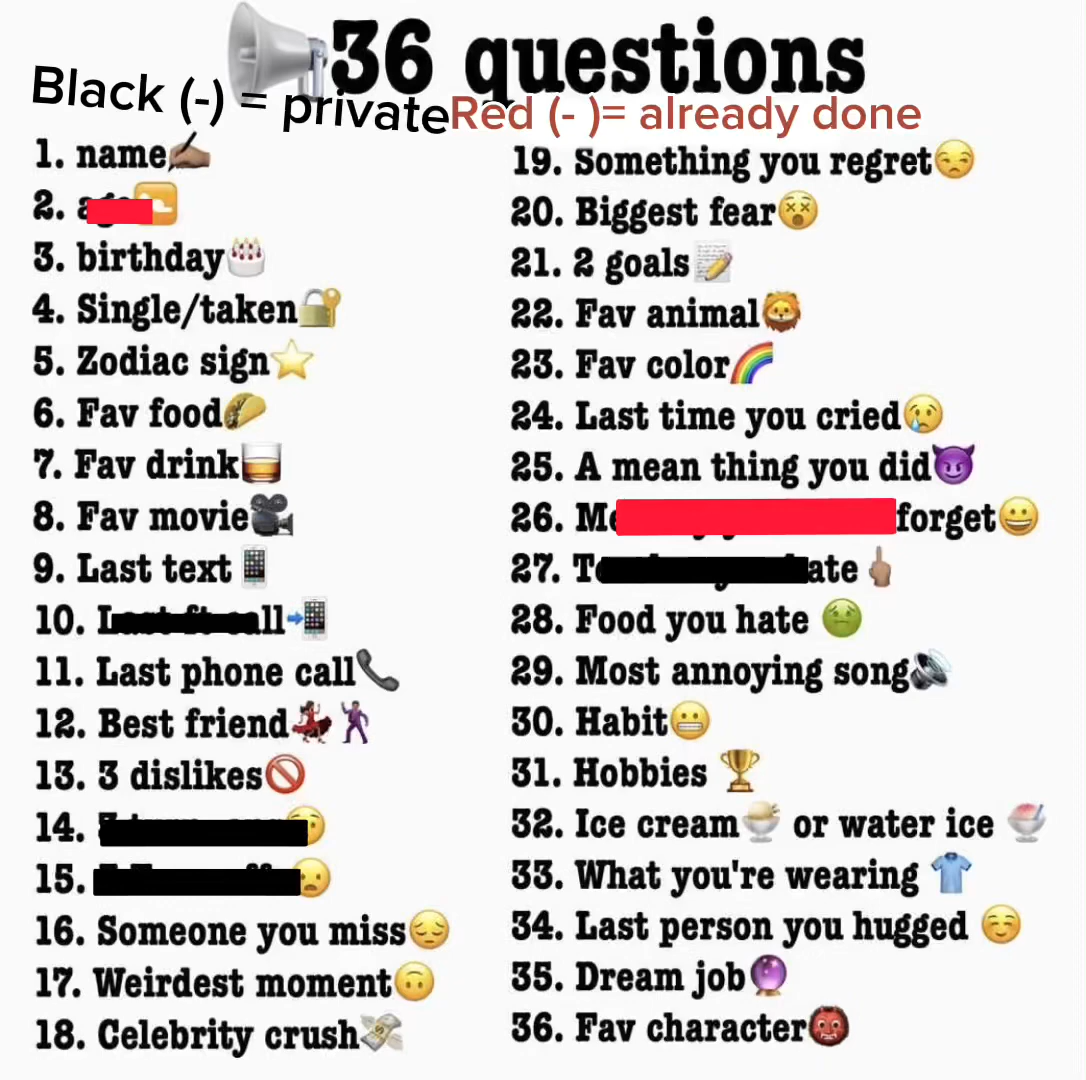 36 questions
Black (-) = private
Red (- )= already done
1. name
2.
3. birthday
4. Single/taken
5. Zodiac sign
6. Fav food
7. Fav drink
8. Fav movie
9. Last text
10.
11. Last phone call
12. Best friend
13. 3 dislikes
14.
15.
16. Someone you miss
17. Weirdest moment
18. Celebrity crush
19. Something you regret
20. Biggest fear
21. 2 goals
22. Fav animal
23. Fav color
24. Last time you cried
25. A mean thing you did
26. forget
27.
28. Food you hate
29. Most annoying song
30. Habit
31. Hobbies
32. Ice cream or water ice
33. What you're wearing
34. Last person you hugged
35. Dream job
36. Fav character